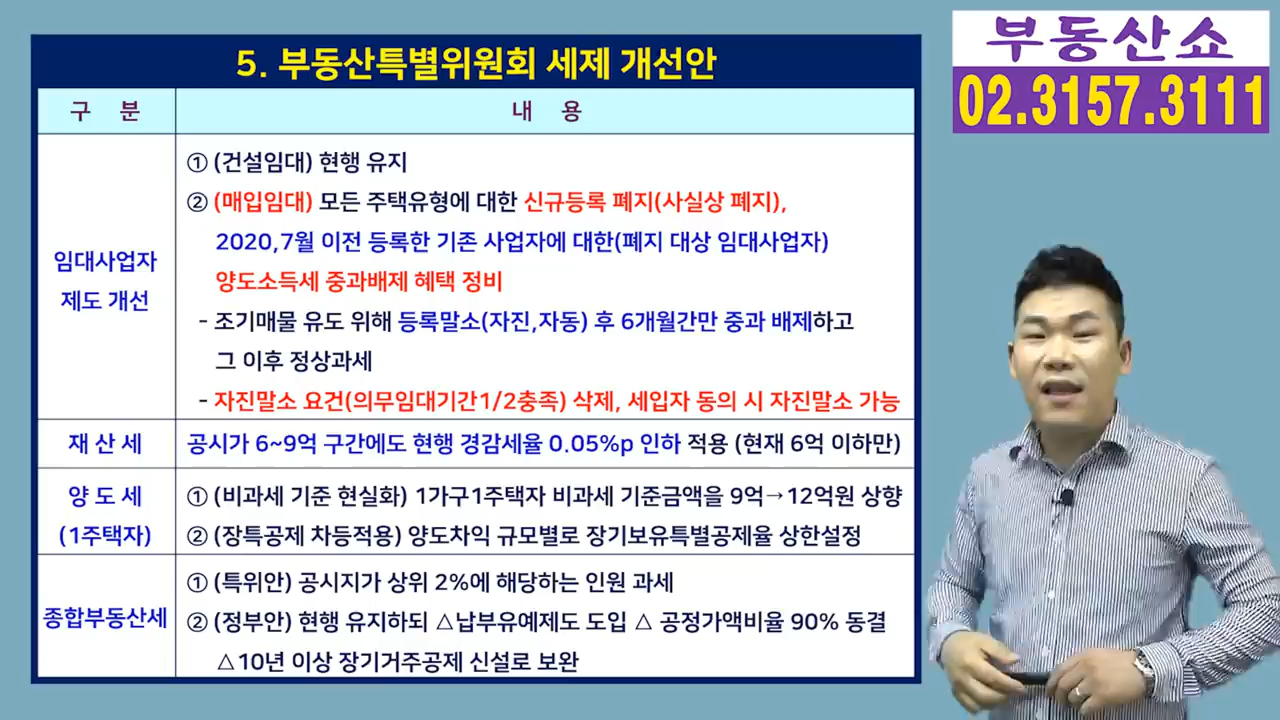 부동산쇼
02.3157.3111
5. 부동산특별위원회 세제 개선안
구 분
내 용
임대사업자
제도 개선
① (건설임대) 현행 유지
② (매입임대) 모든 주택유형에 대한 신규등록 폐지(사실상 폐지),
2020,7월 이전 등록한 기존 사업자에 대한(폐지 대상 임대사업자)
양도소득세 중과배제 혜택 정비
- 조기매물 유도 위해 등록말소(자진,자동) 후 6개월간만 중과 배제하고
그 이후 정상과세
- 자진말소 요건(의무임대기간1/2충족) 삭제, 세입자 동의 시 자진말소 가능
재 산 세
공시가 6~9억 구간에도 현행 경감세율 0.05%p 인하 적용 (현재 6억 이하만)
양 도 세
(1주택자)
① (비과세 기준 현실화) 1가구1주택자 비과세 기준금액을 9억→12억원 상향
② (장특공제 차등적용) 양도차익 규모별로 장기보유특별공제율 상한설정
종합부동산세
① (특위안) 공시지가 상위 2%에 해당하는 인원 과세
② (정부안) 현행 유지하되 △납부유예제도 도입 △ 공정가액비율 90% 동결
△10년 이상 장기거주공제 신설로 보완